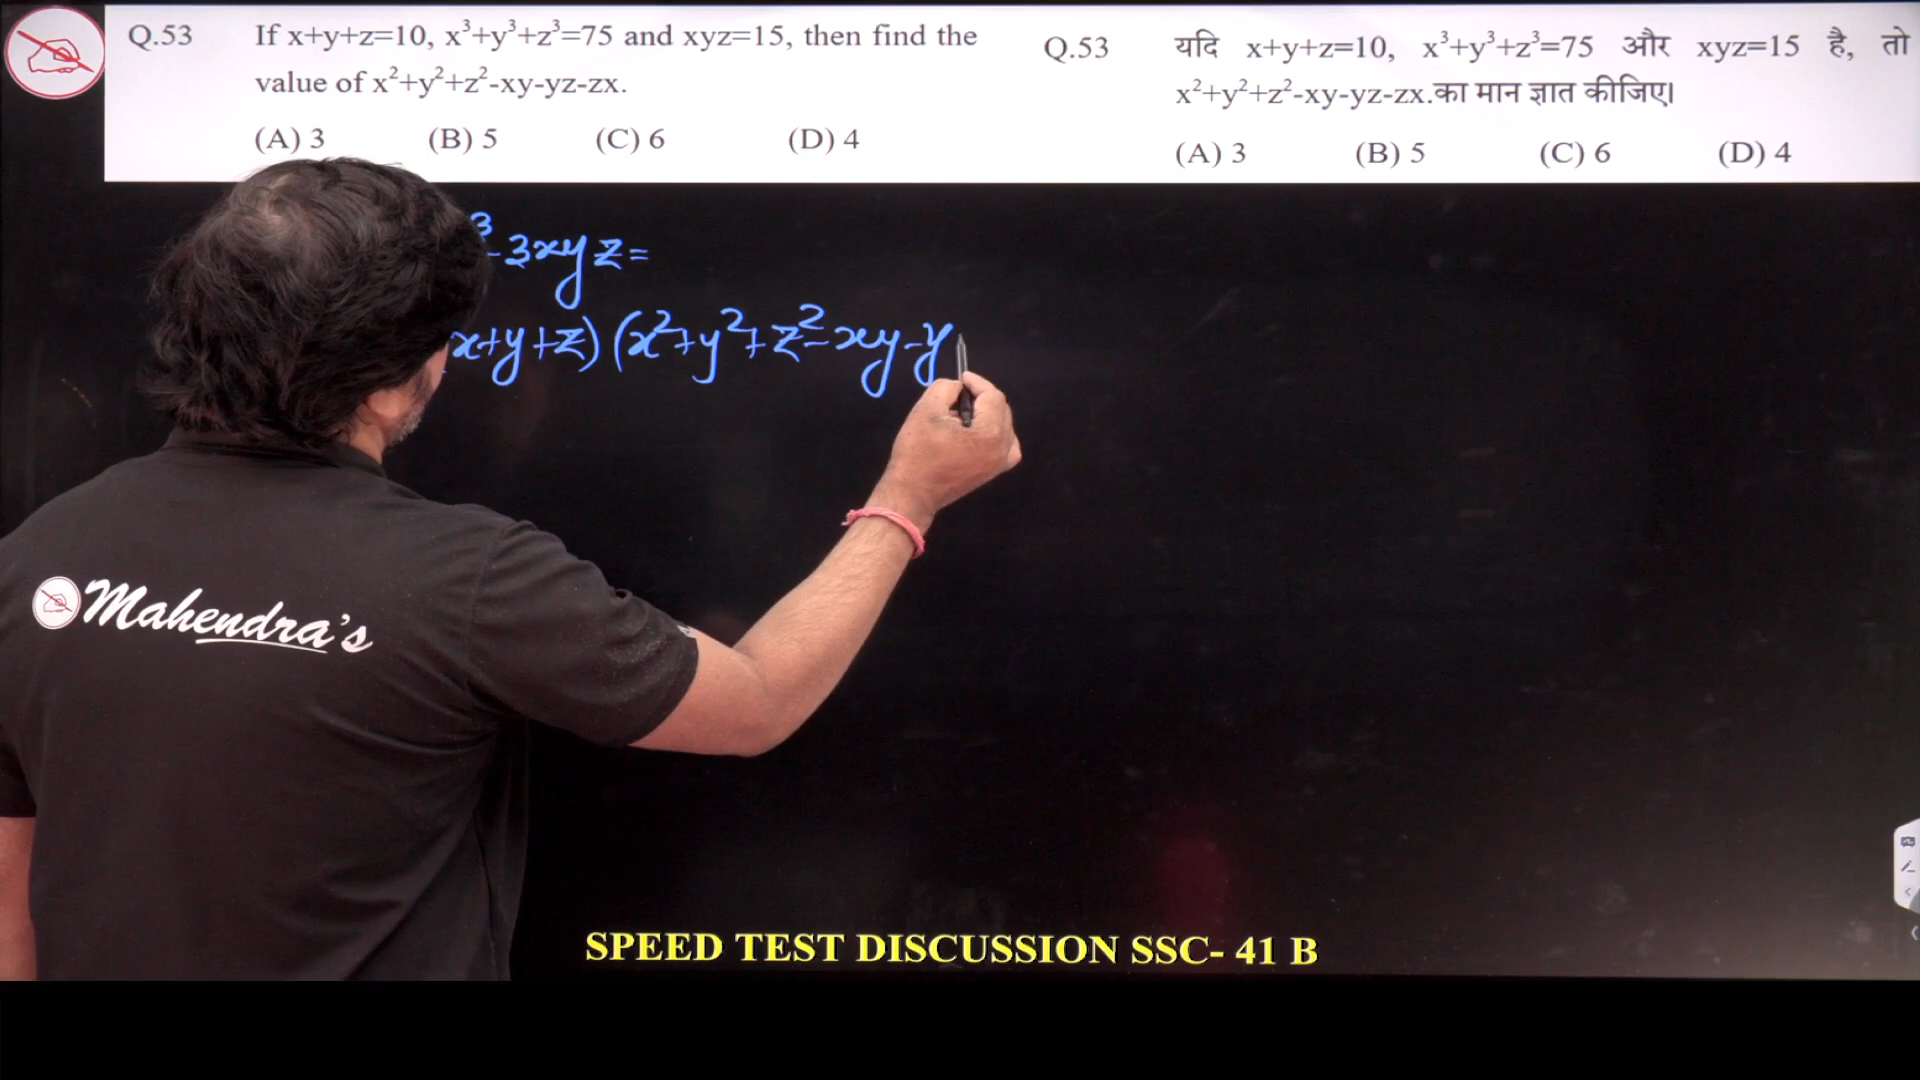 Q.53 If x+y+z=10, x³+y³+z³=75 and xyz=15, then find the
value of x²+y²+z²-xy-yz-zx.
(A) 3 (B) 5 (C) 6 (D) 4
Q.53 यदि x+y+z=10, x³+y³+z³=75 और xyz=15 है, तो
x²+y²+z²-xy-yz-zx.का मान ज्ञात कीजिए।
(A) 3 (B) 5 (C) 6 (D) 4
³-3xyz=
x+y+z) (x²+y²+z²-xy-y
Mahendra's
SPEED TEST DISCUSSION SSC- 41 B